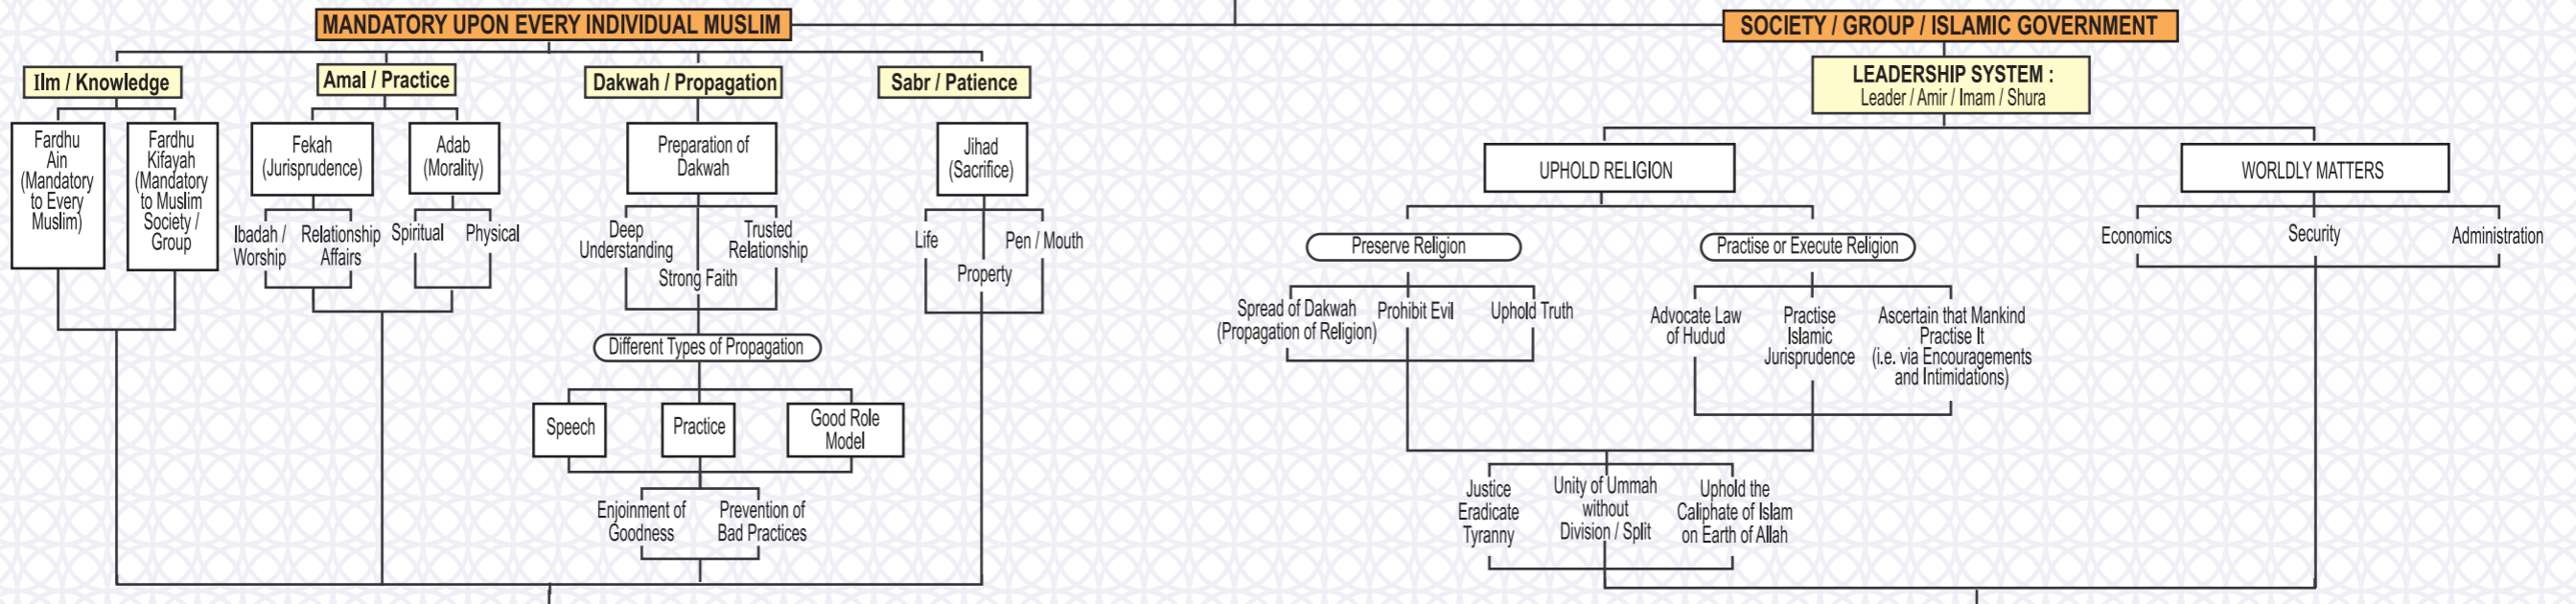 MANDATORY UPON EVERY INDIVIDUAL MUSLIM
Ilm / Knowledge
Fardhu
Ain
(Mandatory
to Every
Muslim)
Fardhu
Kifayah
(Mandatory
to Muslim
Society /
Group
Amal / Practice
Fekah
(Jurisprudence)
Ibadah /
Worship
Relationship
Affairs
Adab
(Morality)
Spiritual
Physical
Dakwah / Propagation
Preparation of
Dakwah
Deep
Understanding
Strong Faith
Trusted
Relationship
Different Types of Propagation
Speech
Practice
Good Role
Model
Enjoinment of
Goodness
Prevention of
Bad Practices
Sabr / Patience
Jihad
(Sacrifice)
Life
Property
Pen / Mouth
SOCIETY / GROUP / ISLAMIC GOVERNMENT
LEADERSHIP SYSTEM :
Leader / Amir / Imam / Shura
UPHOLD RELIGION
Preserve Religion
Spread of Dakwah
(Propagation of Religion)
Prohibit Evil
Uphold Truth
Practise or Execute Religion
Advocate Law
of Hudud
Practise
Islamic
Jurisprudence
Ascertain that Mankind
Practise It
(i.e. via Encouragements
and Intimidations)
Justice
Eradicate
Tyranny
Unity of Ummah
without
Division / Split
Uphold the
Caliphate of Islam
on Earth of Allah
WORLDLY MATTERS
Economics
Security
Administration